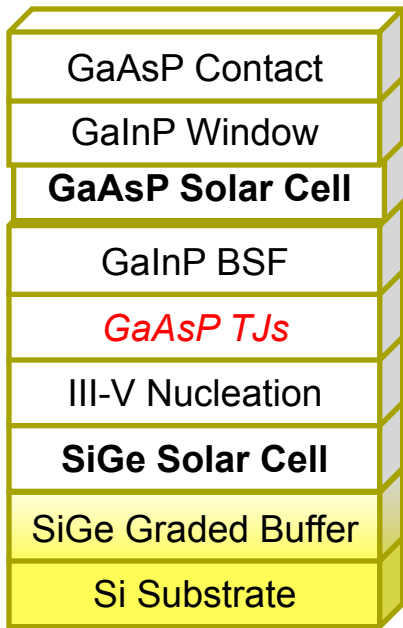 GaAsP Contact
GaInP Window
GaAsP Solar Cell
GaInP BSF
GaAsP TJs
III-V Nucleation
SiGe Solar Cell
SiGe Graded Buffer
Si Substrate